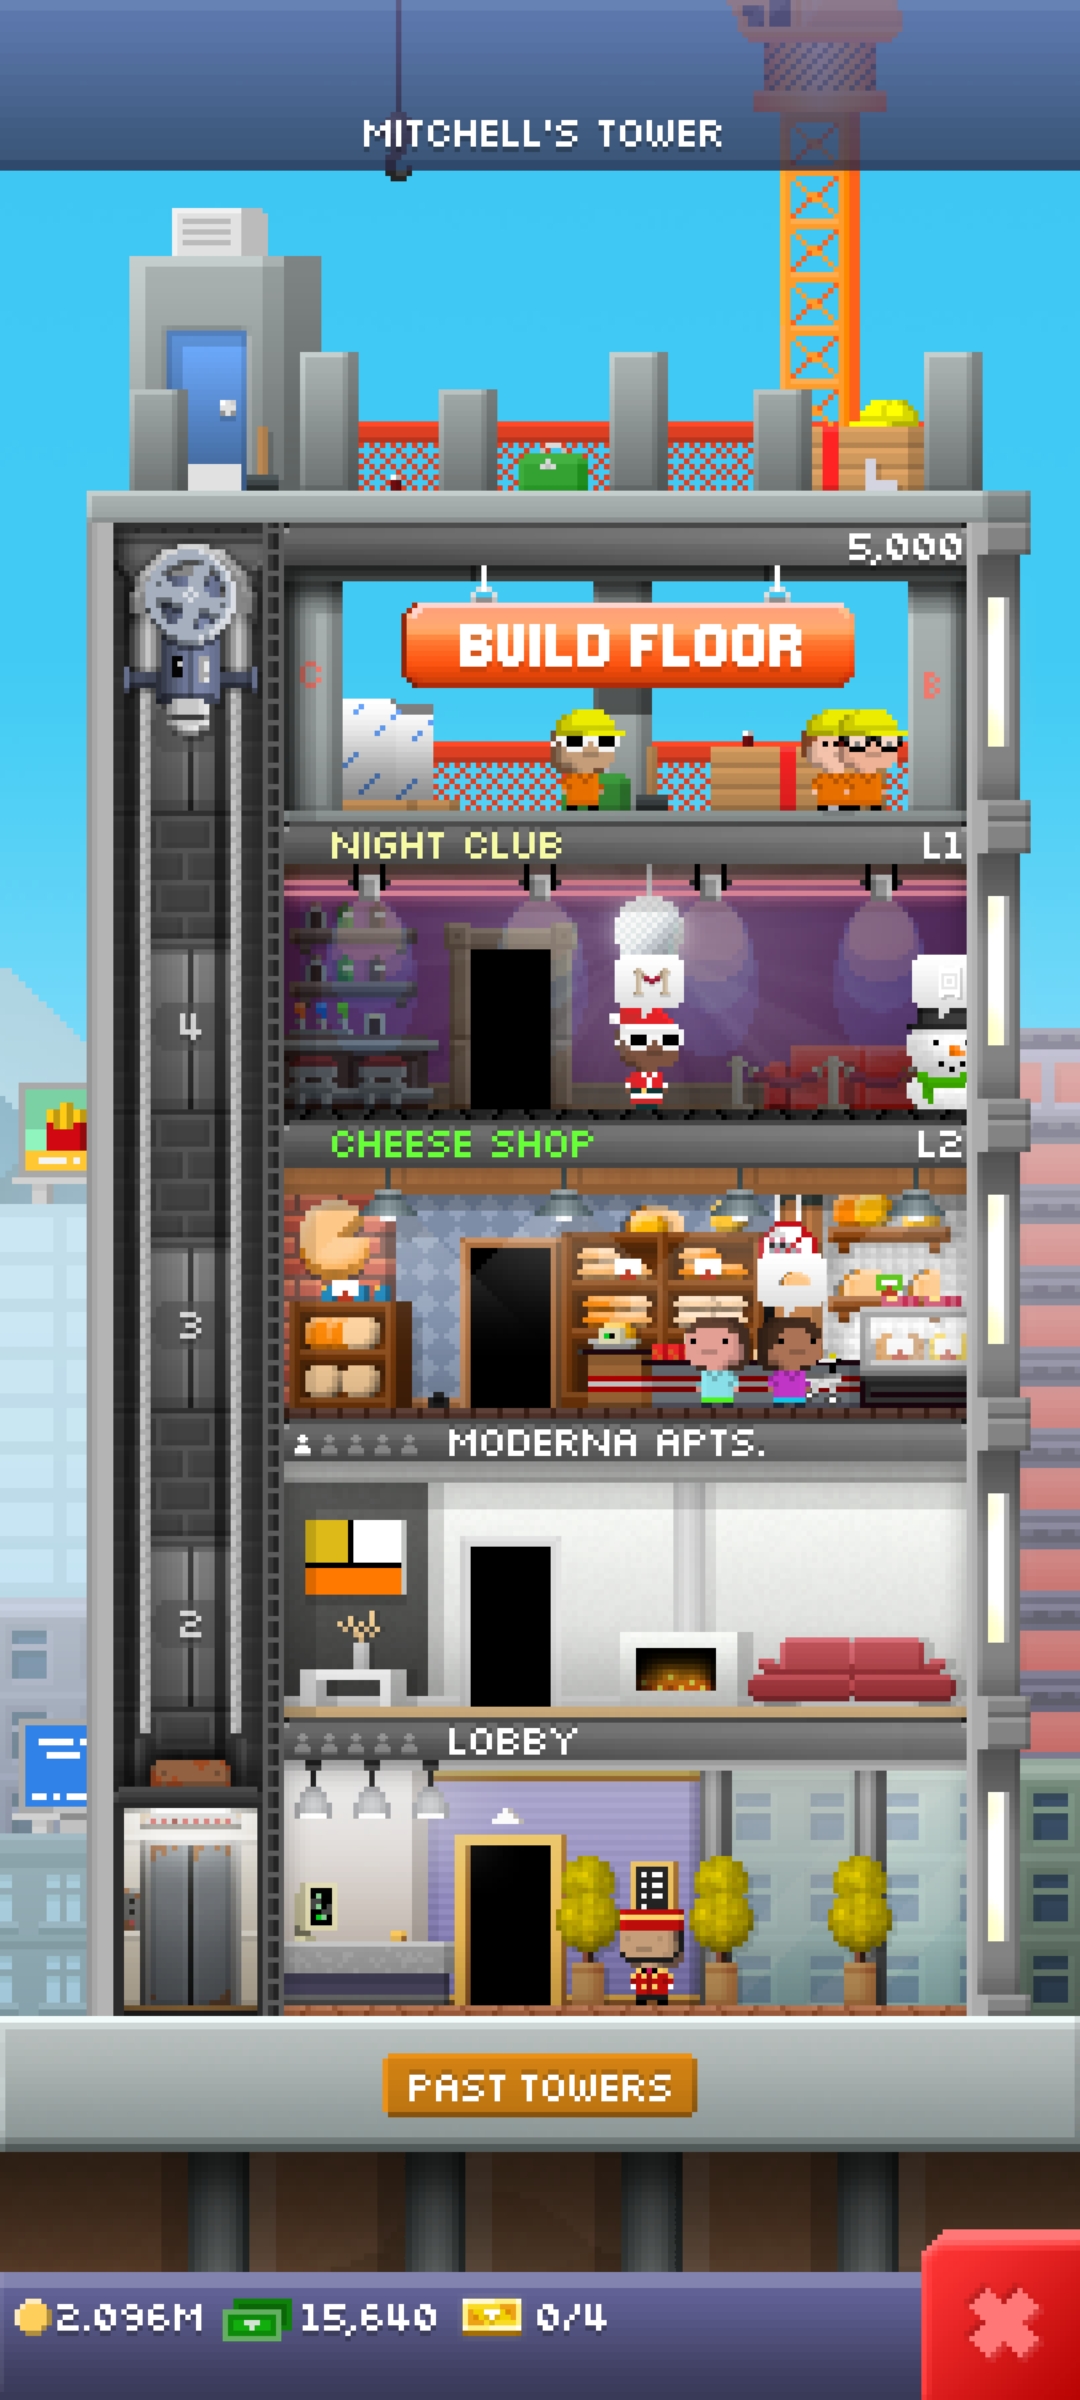 MITCHELL'S TOWER
5,000
BUILD FLOOR
C
B
NIGHT CLUB
L1
M
4
CHEESE SHOP
L2
3
MODERNA APTS.
2
LOBBY
PAST TOWERS
2.096M
15,640
0/4